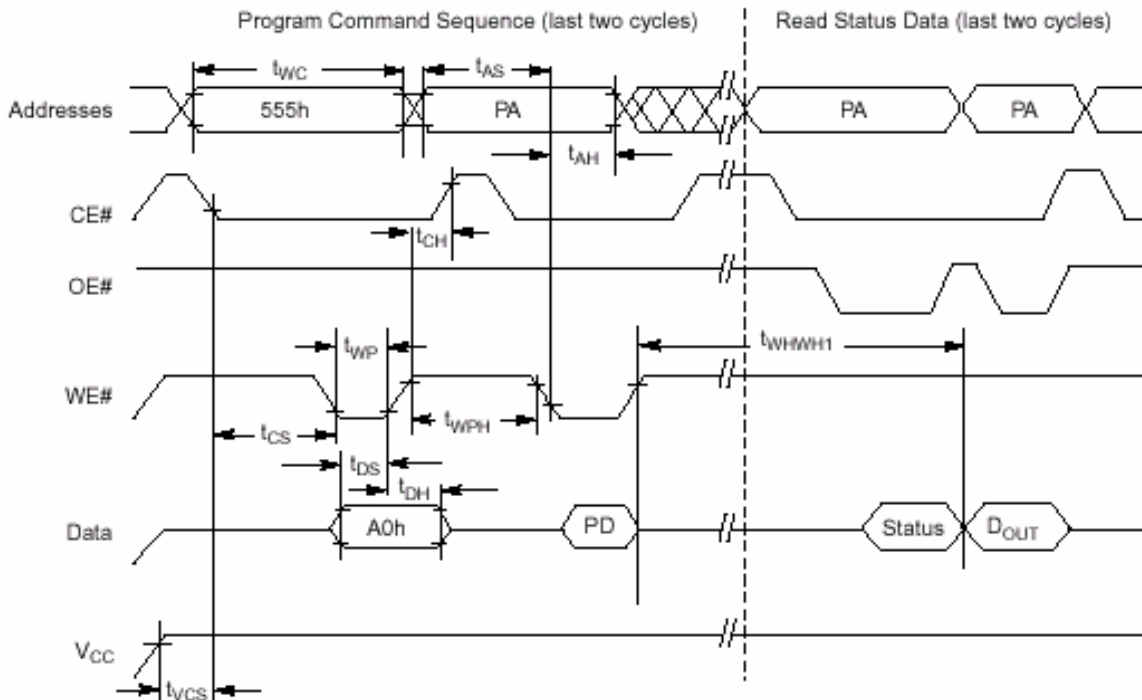 Program Command Sequence (last two cycles)
Read Status Data (last two cycles)
tWC
tAS
Addresses
555h
PA
PA
PA
tAH
CE#
tCH
OE#
tWP
tWHWH1
WE#
tCS
tWPH
tDS
tDH
Data
A0h
PD
Status
DOUT
VCC
tVCS